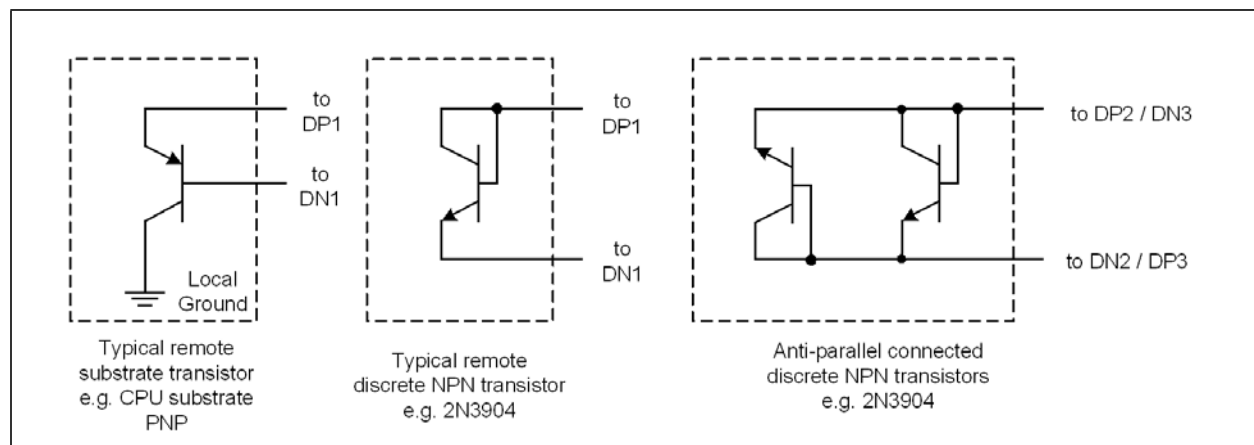 to
DP1
to
DN1
Local
Ground
Typical remote
substrate transistor
e.g. CPU substrate
PNP
to
DP1
to
DN1
Typical remote
discrete NPN transistor
e.g. 2N3904
to DP2 / DN3
to DN2 / DP3
Anti-parallel connected
discrete NPN transistors
e.g. 2N3904